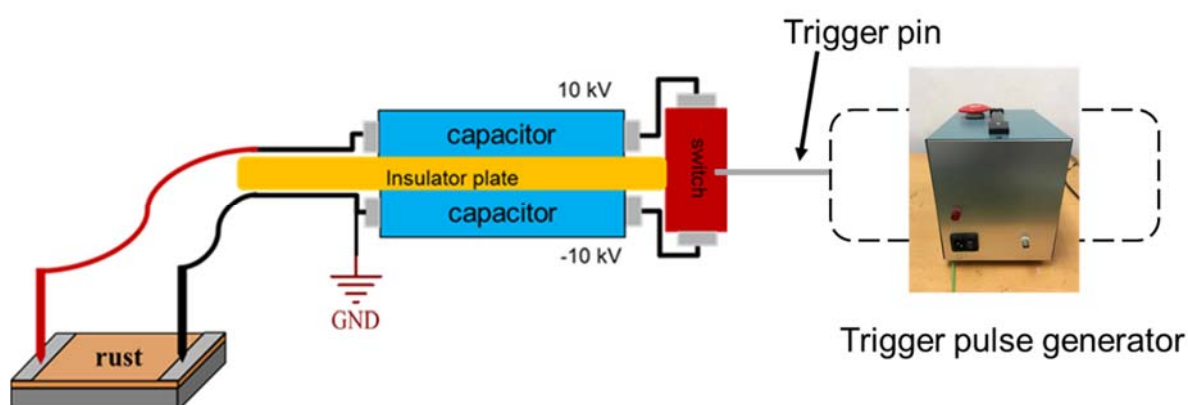 Trigger pin
10 kV
capacitor
switch
Insulator plate
capacitor
-10 kV
GND
rust
Trigger pulse generator